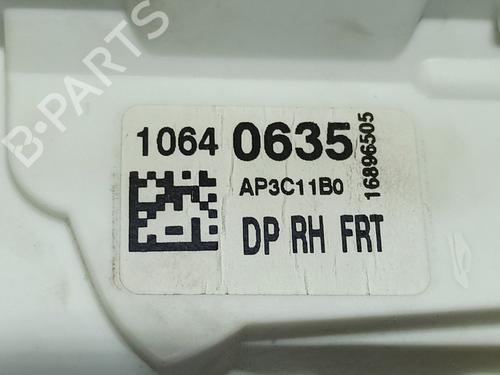 B-PARTS
1064 0635
AP3C11B0
DP RH FRT
16896505